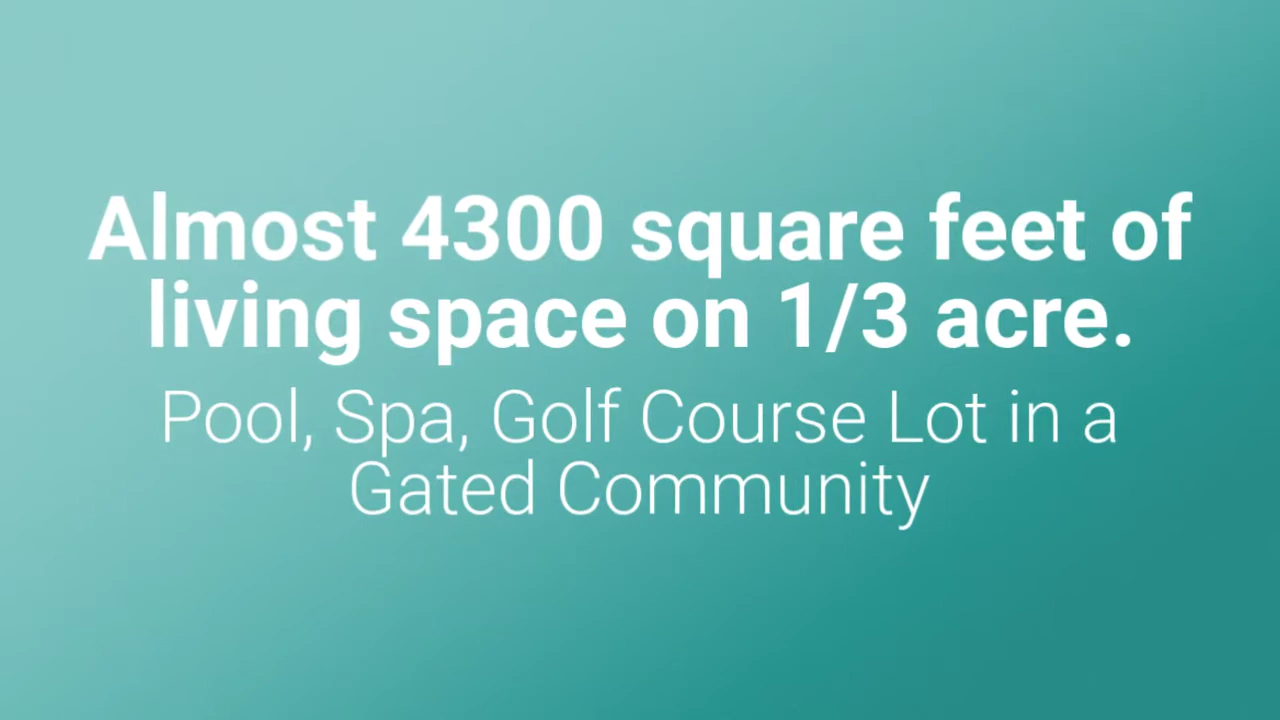 Almost 4300 square feet of
living space on 1/3 acre.
Pool, Spa, Golf Course Lot in a
Gated Community